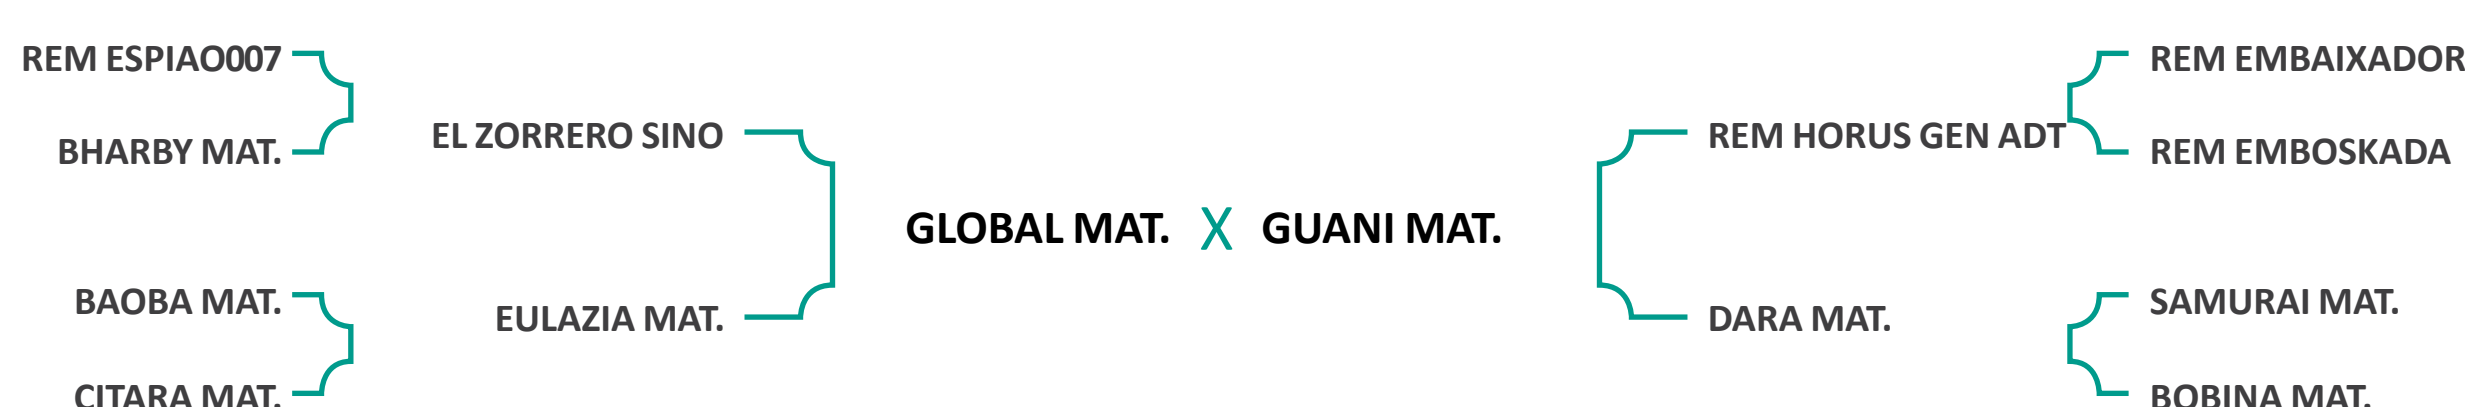 REM ESPIAO007
BHARBY MAT.
EL ZORRERO SINO
BAOBA MAT.
CITARA MAT.
EULAZIA MAT.
GLOBAL MAT. X GUANI MAT.
REM HORUS GEN ADT
REM EMBAIXADOR
REM EMBOSKADA
DARA MAT.
SAMURAI MAT.
BOBINA MAT.